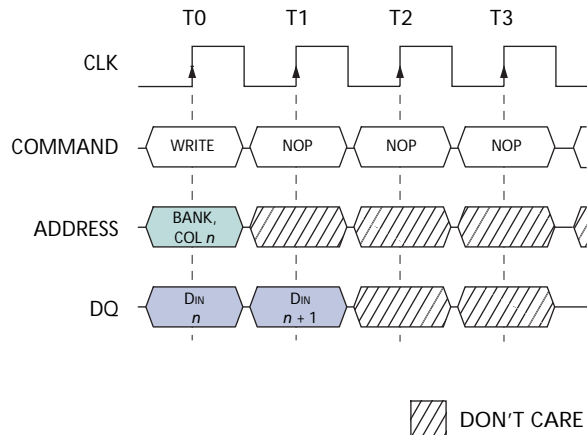 T0 T1 T2 T3
CLK
COMMAND WRITE NOP NOP NOP
ADDRESS BANK,
COL n
DQ DIN
n
DIN
n + 1
DON'T CARE